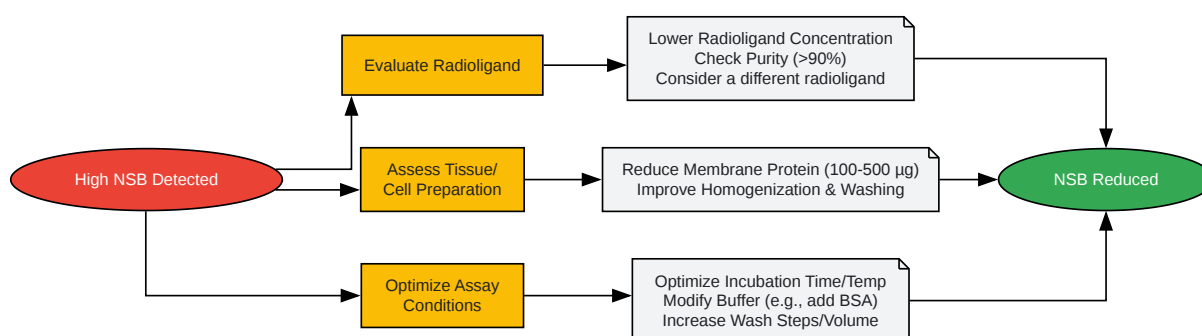 High NSB Detected
Evaluate Radioligand
Lower Radioligand Concentration
Check Purity (>90%)
Consider a different radioligand
Assess Tissue/
Cell Preparation
Reduce Membrane Protein (100-500 µg)
Improve Homogenization & Washing
Optimize Assay
Conditions
Optimize Incubation Time/Temp
Modify Buffer (e.g., add BSA)
Increase Wash Steps/Volume
NSB Reduced